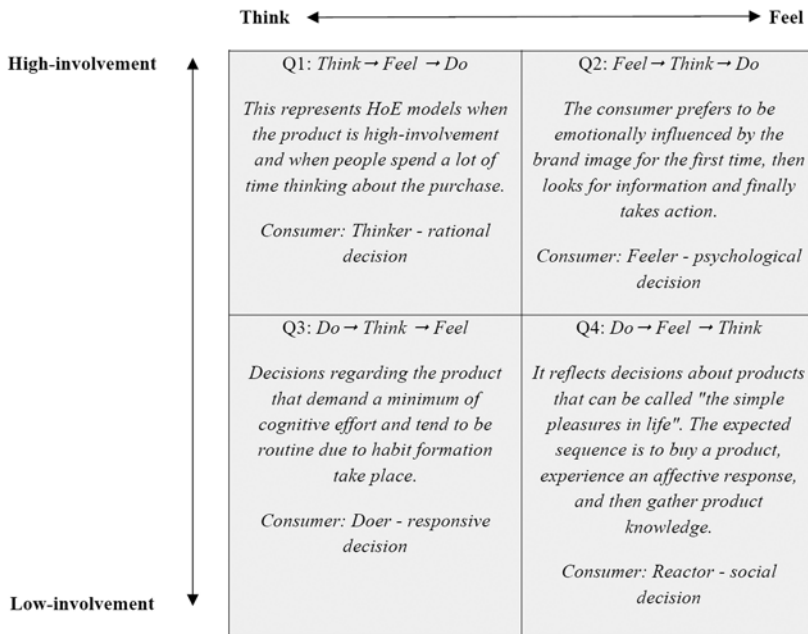 Think Feel
High-involvement
Q1: Think → Feel → Do
This represents HoE models when
the product is high-involvement
and when people spend a lot of
time thinking about the purchase.
Consumer: Thinker - rational
decision
Q2: Feel → Think → Do
The consumer prefers to be
emotionally influenced by the
brand image for the first time, then
looks for information and finally
takes action.
Consumer: Feeler - psychological
decision
Q3: Do → Think → Feel
Decisions regarding the product
that demand a minimum of
cognitive effort and tend to be
routine due to habit formation
take place.
Consumer: Doer - responsive
decision
Q4: Do → Feel → Think
It reflects decisions about products
that can be called "the simple
pleasures in life". The expected
sequence is to buy a product,
experience an affective response,
and then gather product
knowledge.
Consumer: Reactor - social
decision
Low-involvement